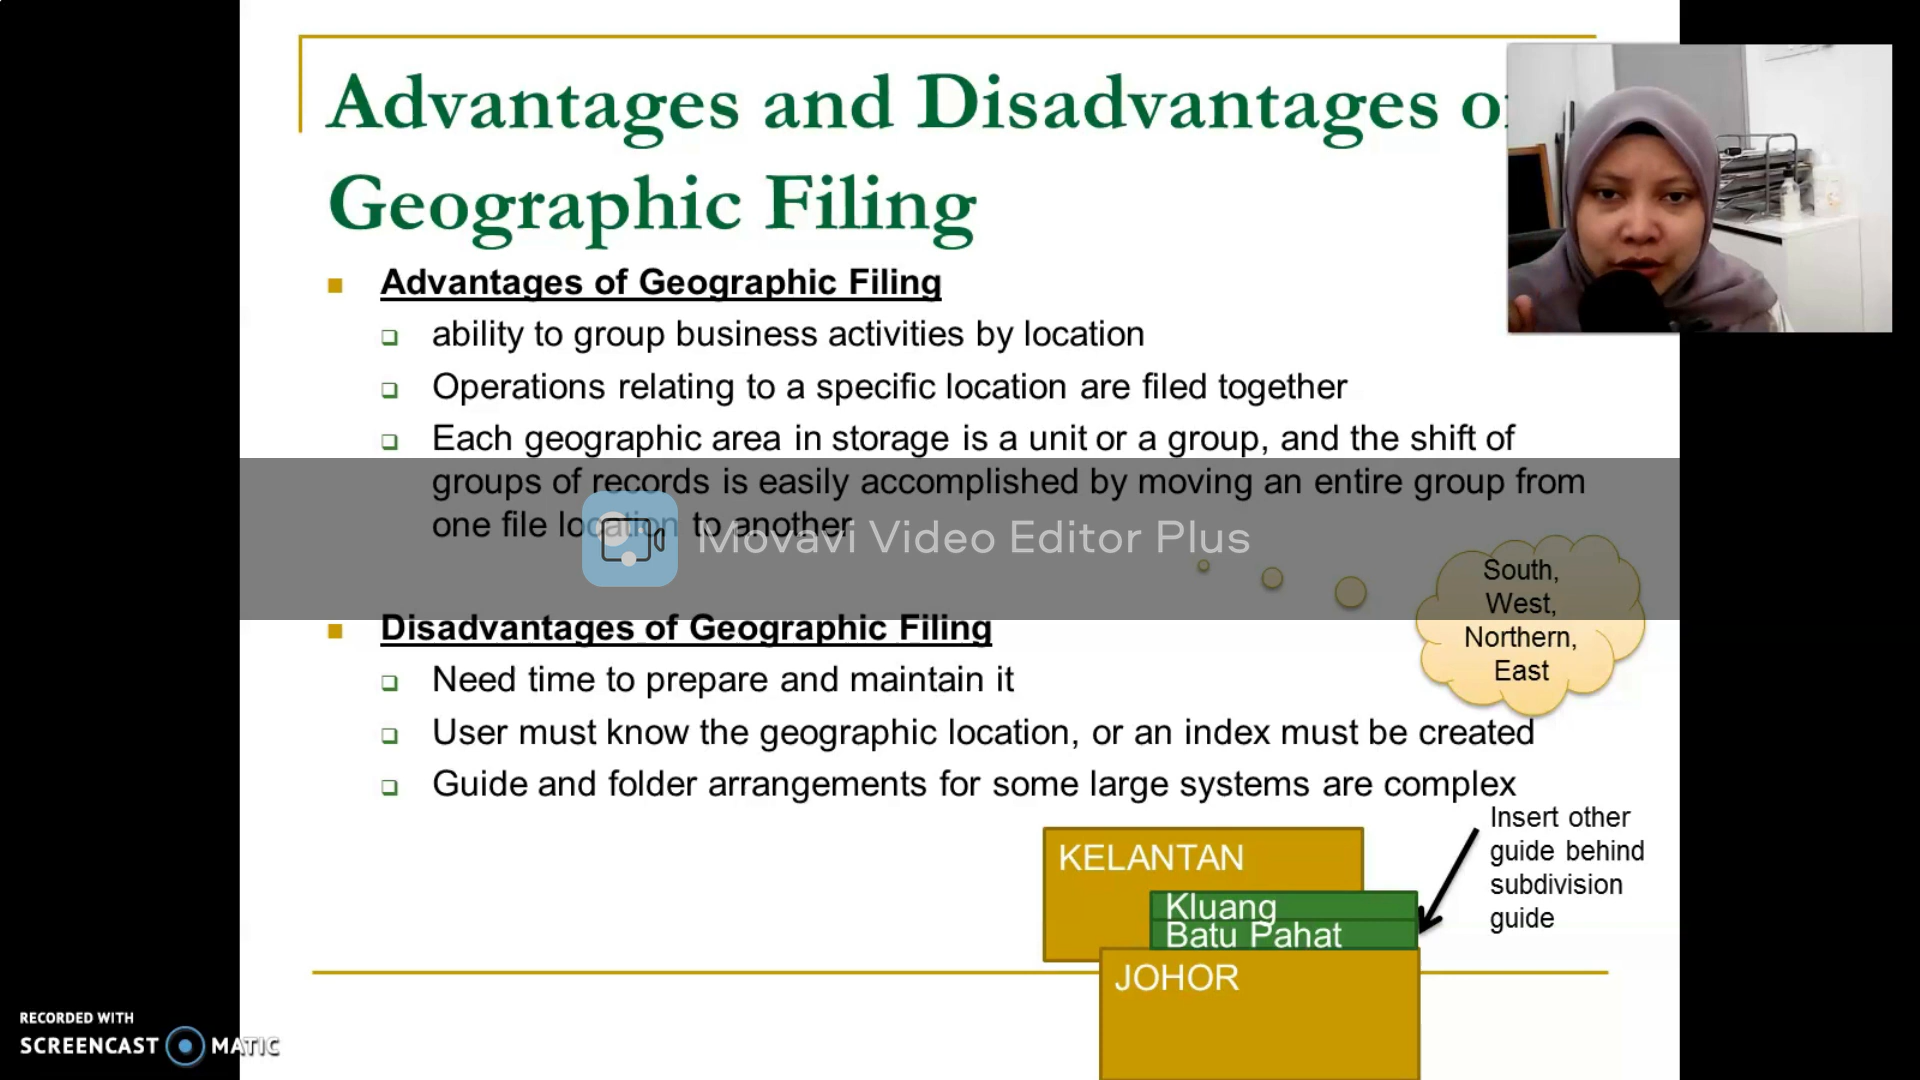 Advantages and Disadvantages o
Geographic Filing
Advantages of Geographic Filing
ability to group business activities by location
Operations relating to a specific location are filed together
Each geographic area in storage is a unit or a group, and the shift of
groups of records is easily accomplished by moving an entire group from
one file location to another
Movavi Video Editor Plus
South,
West,
Northern,
East
Disadvantages of Geographic Filing
Need time to prepare and maintain it
User must know the geographic location, or an index must be created
Guide and folder arrangements for some large systems are complex
Insert other
guide behind
subdivision
guide
KELANTAN
Kluang
Batu Pahat
JOHOR
RECORDED WITH
SCREENCAST MATIC